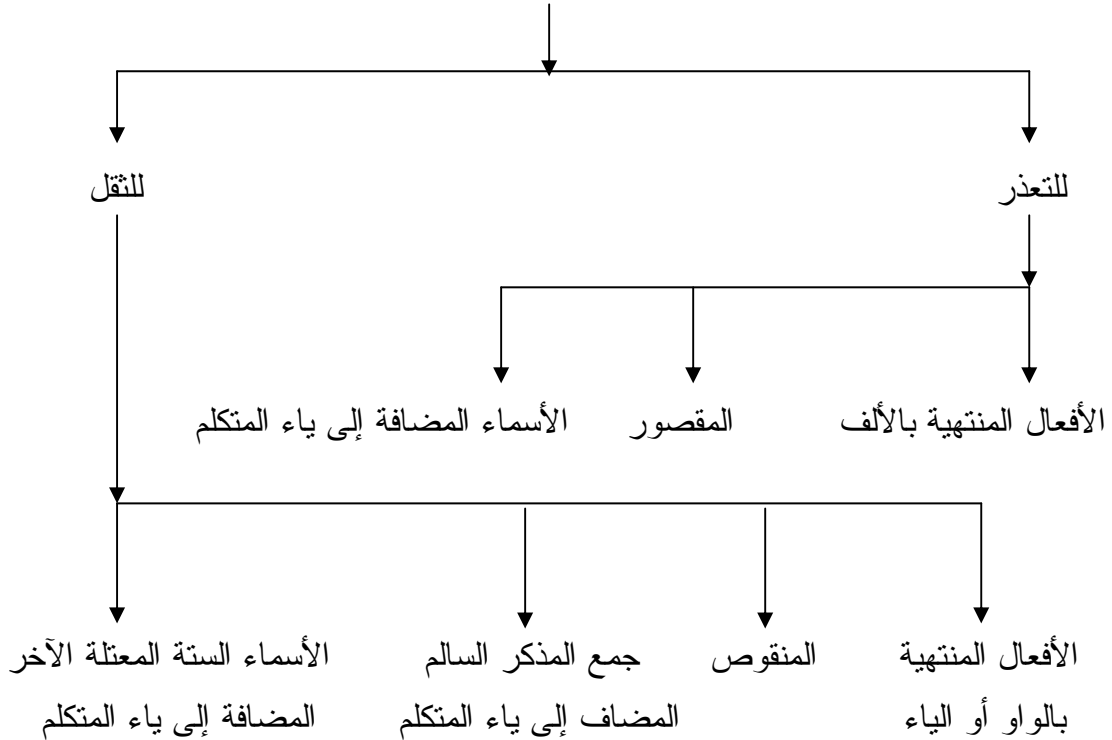 للتعذر
للثقل
الأفعال المنتهية بالألف
المقصور
الأسماء المضافة إلى ياء المتكلم
الأفعال المنتهية
بالواو أو الياء
المنقوص
جمع المذكر السالم
المضاف إلى ياء المتكلم
الأسماء الستة المعتلة الآخر
المضافة إلى ياء المتكلم